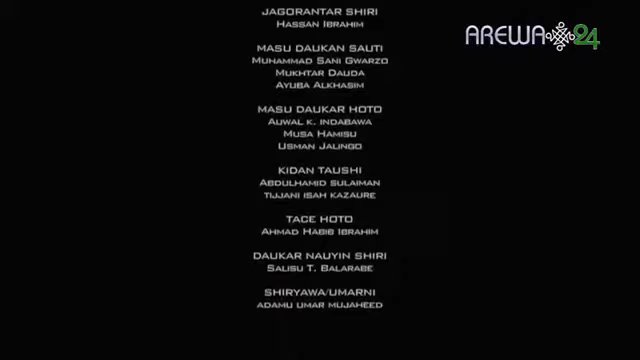 JAGORANTAR SHIRI
HASSAN IBRAHIM
MASU DAUKAN SAUTI
MUHAMMAD SANI GWARZO
MUKHTAR DAUDA
AYUBA ALKHASIM
MASU DAUKAR HOTO
AUWAL K. INDABAWA
MUSA HAMISU
USMAN JALINGO
KIDAN TAUSHI
ABDULHAMID SULAIMAN
TIJJANI ISAH KAZAURE
TACE HOTO
AHMAD HABIB IBRAHIM
DAUKAR NAUYIN SHIRI
SALISU T. BALARABE
SHIRYAWA/UMARNI
ADAMU UMAR MUJAHEED
AREWA 24